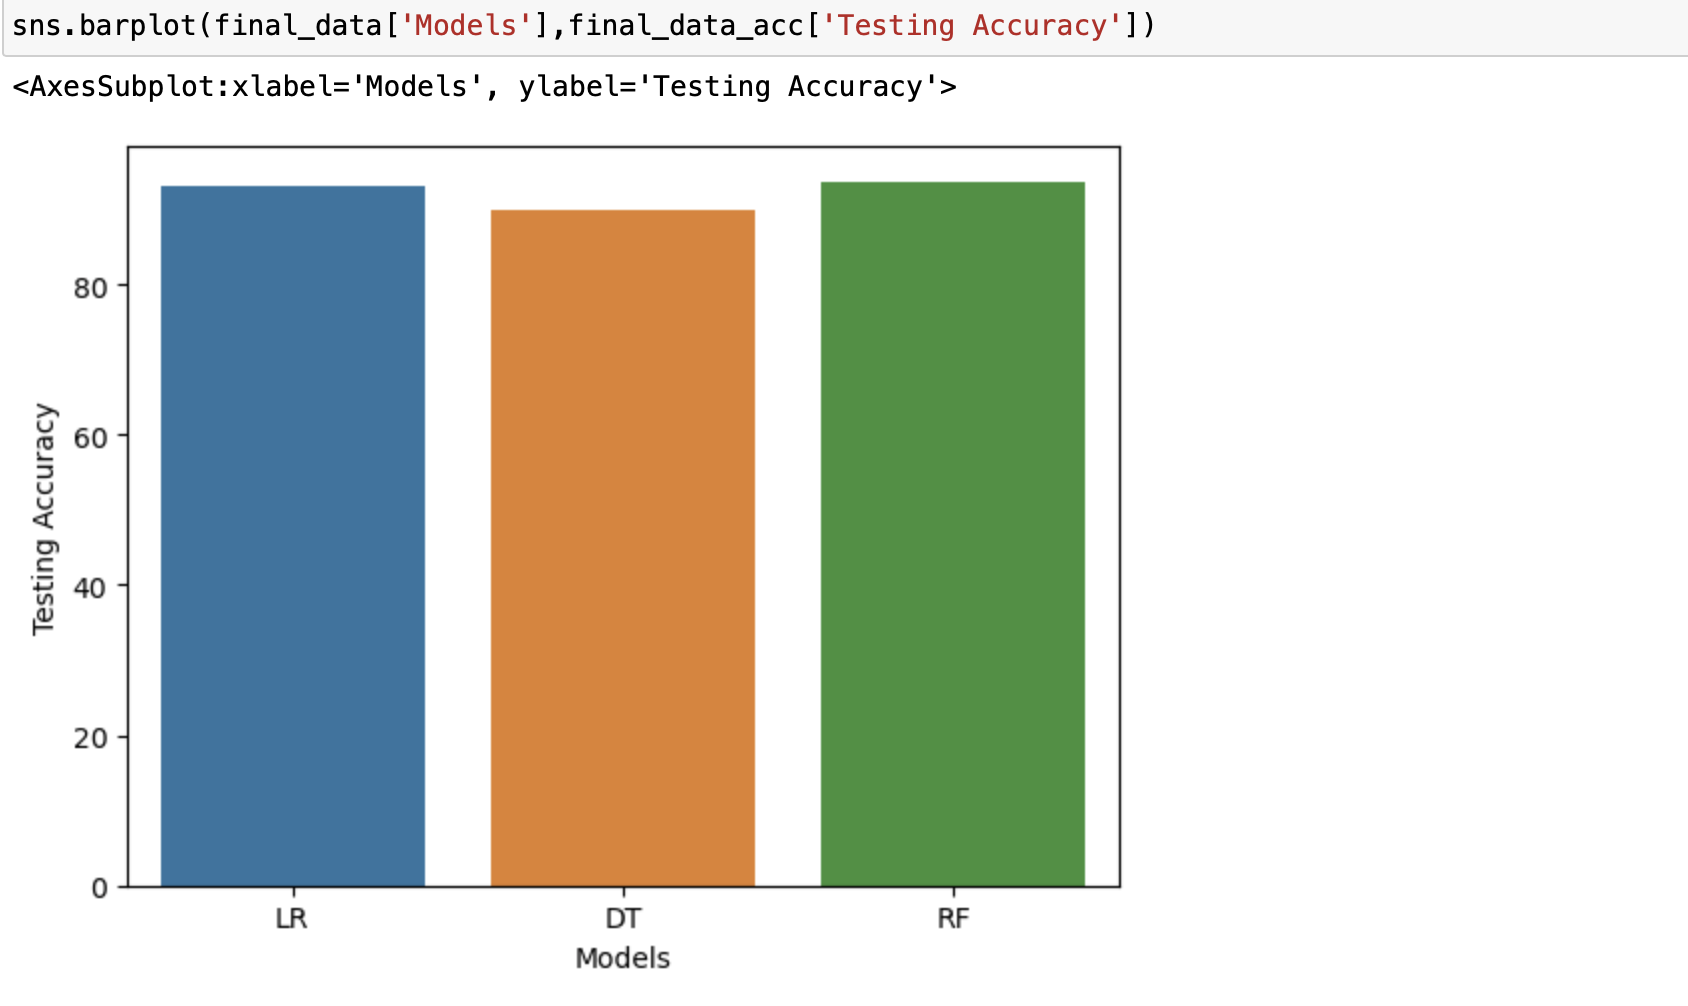 sns.barplot(final_data['Models'],final_data_acc['Testing Accuracy'])
<AxesSubplot:xlabel='Models', ylabel='Testing Accuracy'>
Testing Accuracy
80
60
40
20
0
LR DT RF
Models